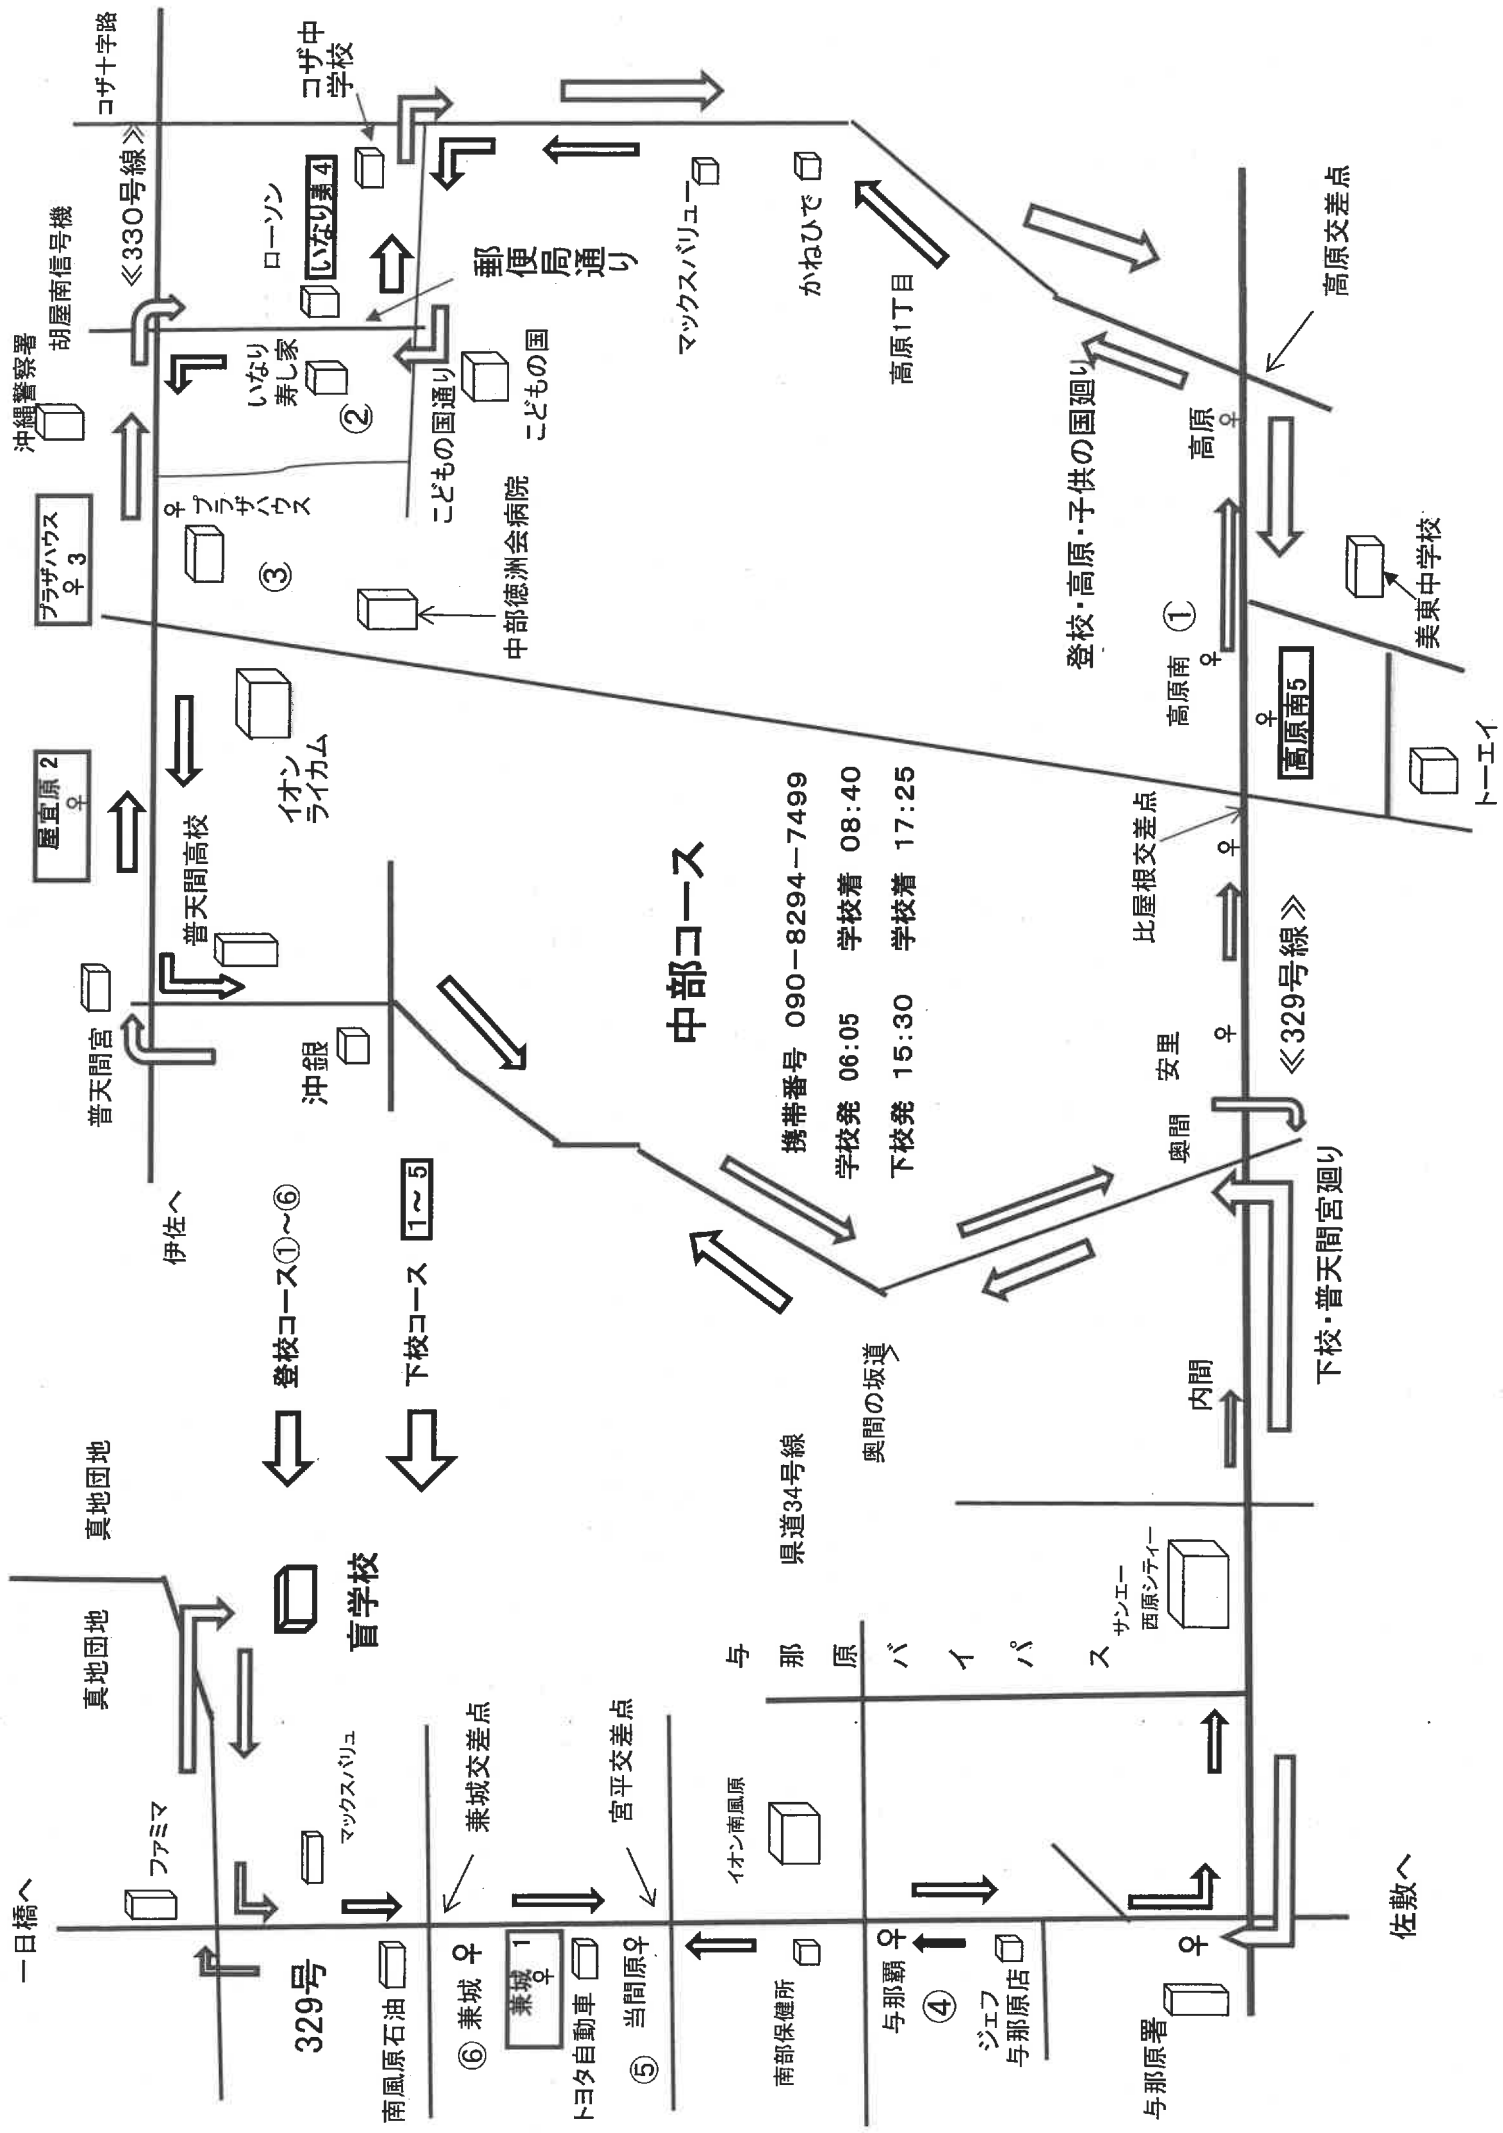 一日橋へ
ファミマ
真地団地
真地団地
盲学校
登校コース①～⑥
下校コース 1～5
329号
マックスバリュ
南風原石油
兼城交差点
⑥ 兼城
兼城 1
トヨタ自動車
宮平交差点
当間原
⑤
イオン南風原
南部保健所
与那覇
④
ジェフ
与那原店
与那原署
佐敷へ
与那原バイパス
サンエー
西原シティー
県道34号線
奥間の坂道
内間
下校・普天間宮廻り
奥間
安里
≪329号線≫
比屋根交差点
伊佐へ
普天間宮
沖銀
普天間高校
屋宜原 2
イオン
ライカム
プラザハウス
3
プラザ
ハウス
③
中部徳洲会病院
沖縄警察署
胡屋南信号機
≪330号線≫
コザ十字路
いなり
寿し家
②
ローソン
いなり寿 4
コザ中
学校
郵便局通り
こどもの国通り
こどもの国
マックスバリュー
かねひで
高原1丁目
高原交差点
登校・高原・子供の国廻り
高原
①
高原南
高原南5
美東中学校
トーエイ
中部コース
携帯番号 090－8294－7499
学校発 06:05 学校着 08:40
下校発 15:30 学校着 17:25